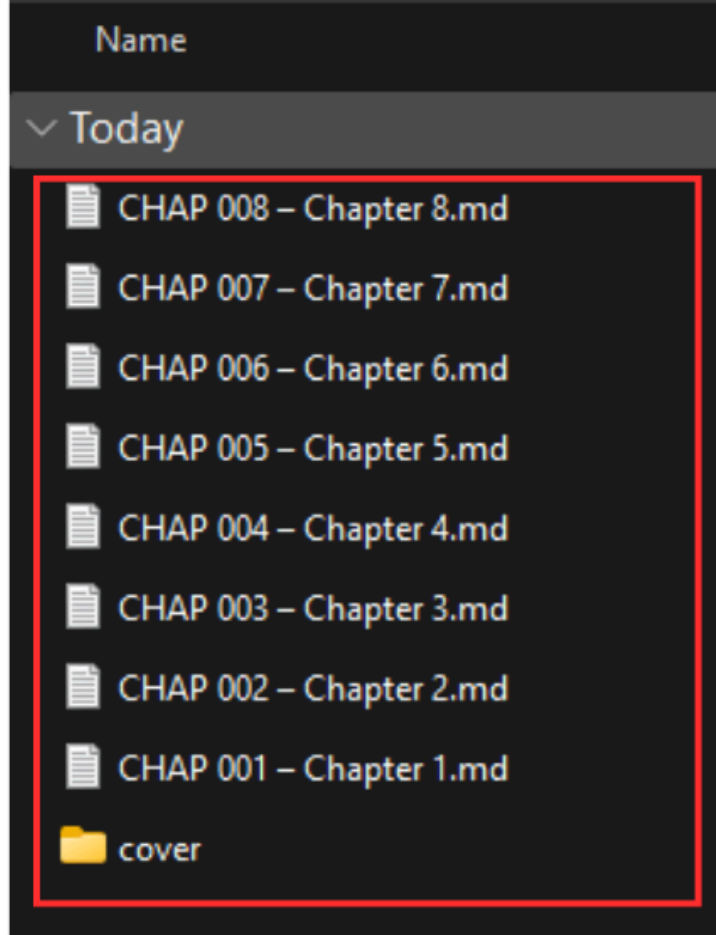 Name
Today
CHAP 008 – Chapter 8.md
CHAP 007 – Chapter 7.md
CHAP 006 – Chapter 6.md
CHAP 005 – Chapter 5.md
CHAP 004 – Chapter 4.md
CHAP 003 – Chapter 3.md
CHAP 002 – Chapter 2.md
CHAP 001 – Chapter 1.md
cover